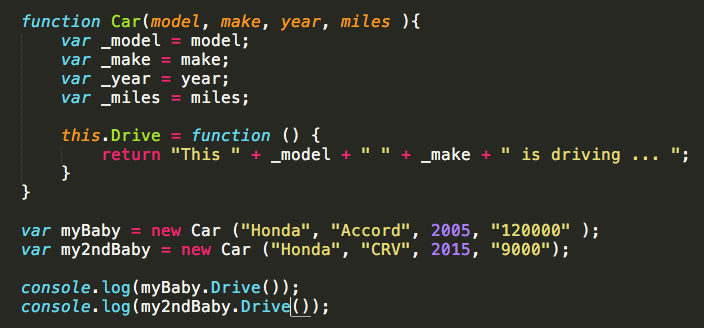 function Car(model, make, year, miles ){
var _model = model;
var _make = make;
var _year = year;
var _miles = miles;
this.Drive = function () {
return "This " + _model + " " + _make + " is driving ... ";
}
}
var myBaby = new Car ("Honda", "Accord", 2005, "120000" );
var my2ndBaby = new Car ("Honda", "CRV", 2015, "9000");
console.log(myBaby.Drive());
console.log(my2ndBaby.Drive());